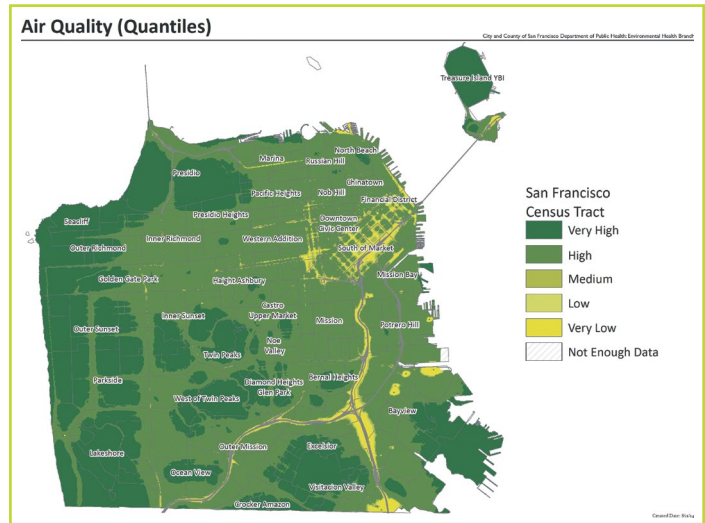 Air Quality (Quantiles)
City and County of San Francisco Department of Public Health: Environmental Health Branch
Treasure Island YBI
North Beach
Marina
Russian Hill
Presidio
Chinatown
Pacific Heights
Nob Hill
Financial District
Presidio Heights
Downtown
Civic Center
Seacliff
Inner Richmond
Western Addition
South of Market
Outer Richmond
Mission Bay
Golden Gate Park
Haight Ashbury
Castro
Upper Market
Inner Sunset
Mission
Potrero Hill
Outer Sunset
Noe
Valley
Twin Peaks
Bernal Heights
Parkside
Diamond Heights
Glen Park
West of Twin Peaks
Bayview
Outer Mission
Excelsior
Lakeshore
Ocean View
Visitacion Valley
Crocker Amazon
San Francisco
Census Tract
Very High
High
Medium
Low
Very Low
Not Enough Data